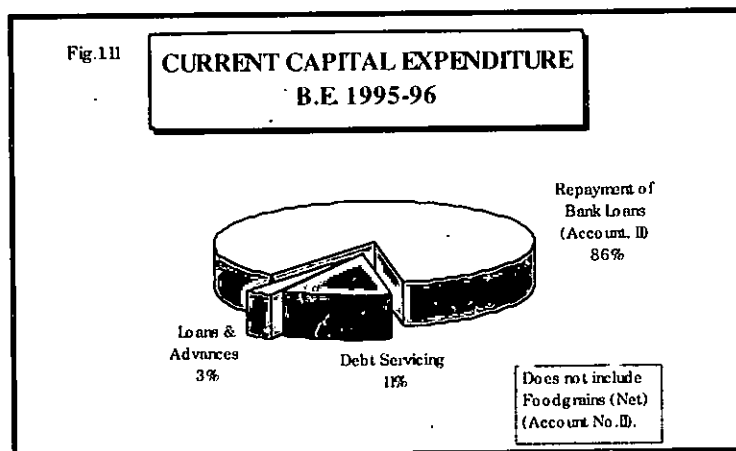 Fig.1.11
CURRENT CAPITAL EXPENDITURE
B.E. 1995-96
Repayment of
Bank Loans
(Account. II)
86%
Loans &
Advances
3%
Debt Servicing
11%
Does not include
Foodgrains (Net)
(Account No.II).